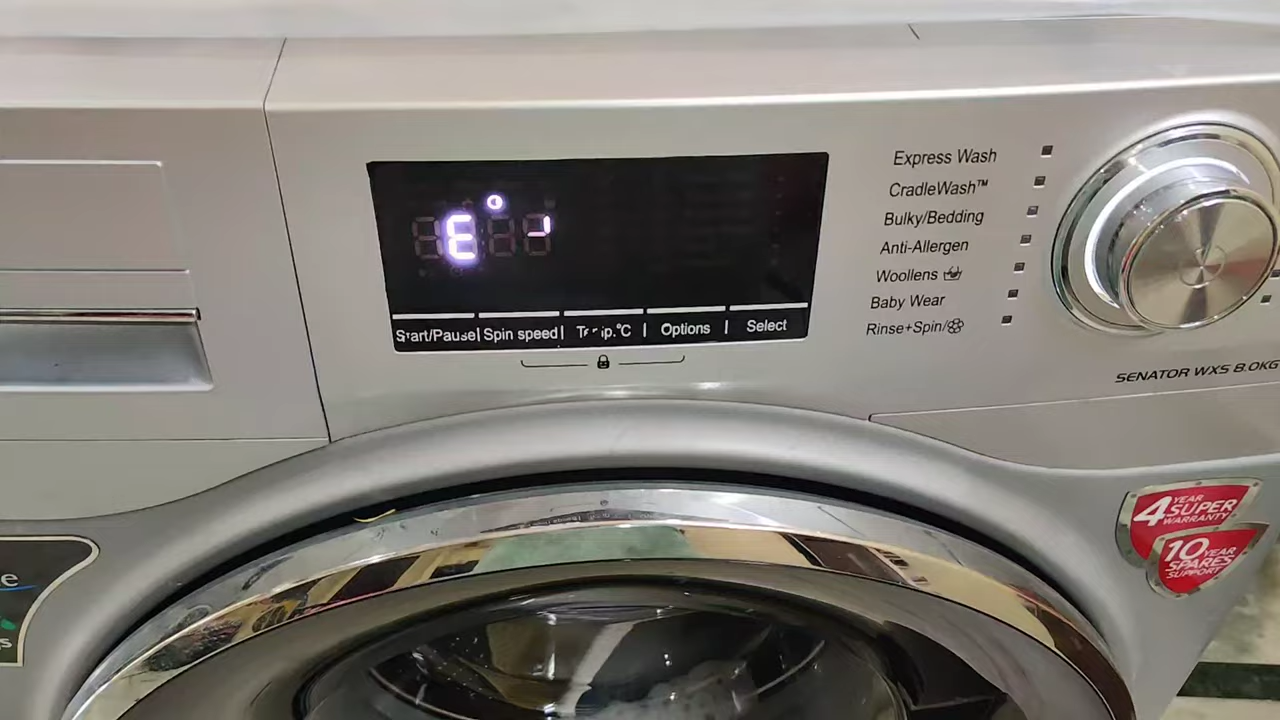 E
Start/Pause| Spin speed| Temp.°C | Options | Select
Express Wash
CradleWash™
Bulky/Bedding
Anti-Allergen
Woollens
Baby Wear
Rinse+Spin/
SENATOR WXS 8.0KG
4 YEAR
SUPER
WARRANTY
10 YEAR
SPARES
SUPPORT
e
s